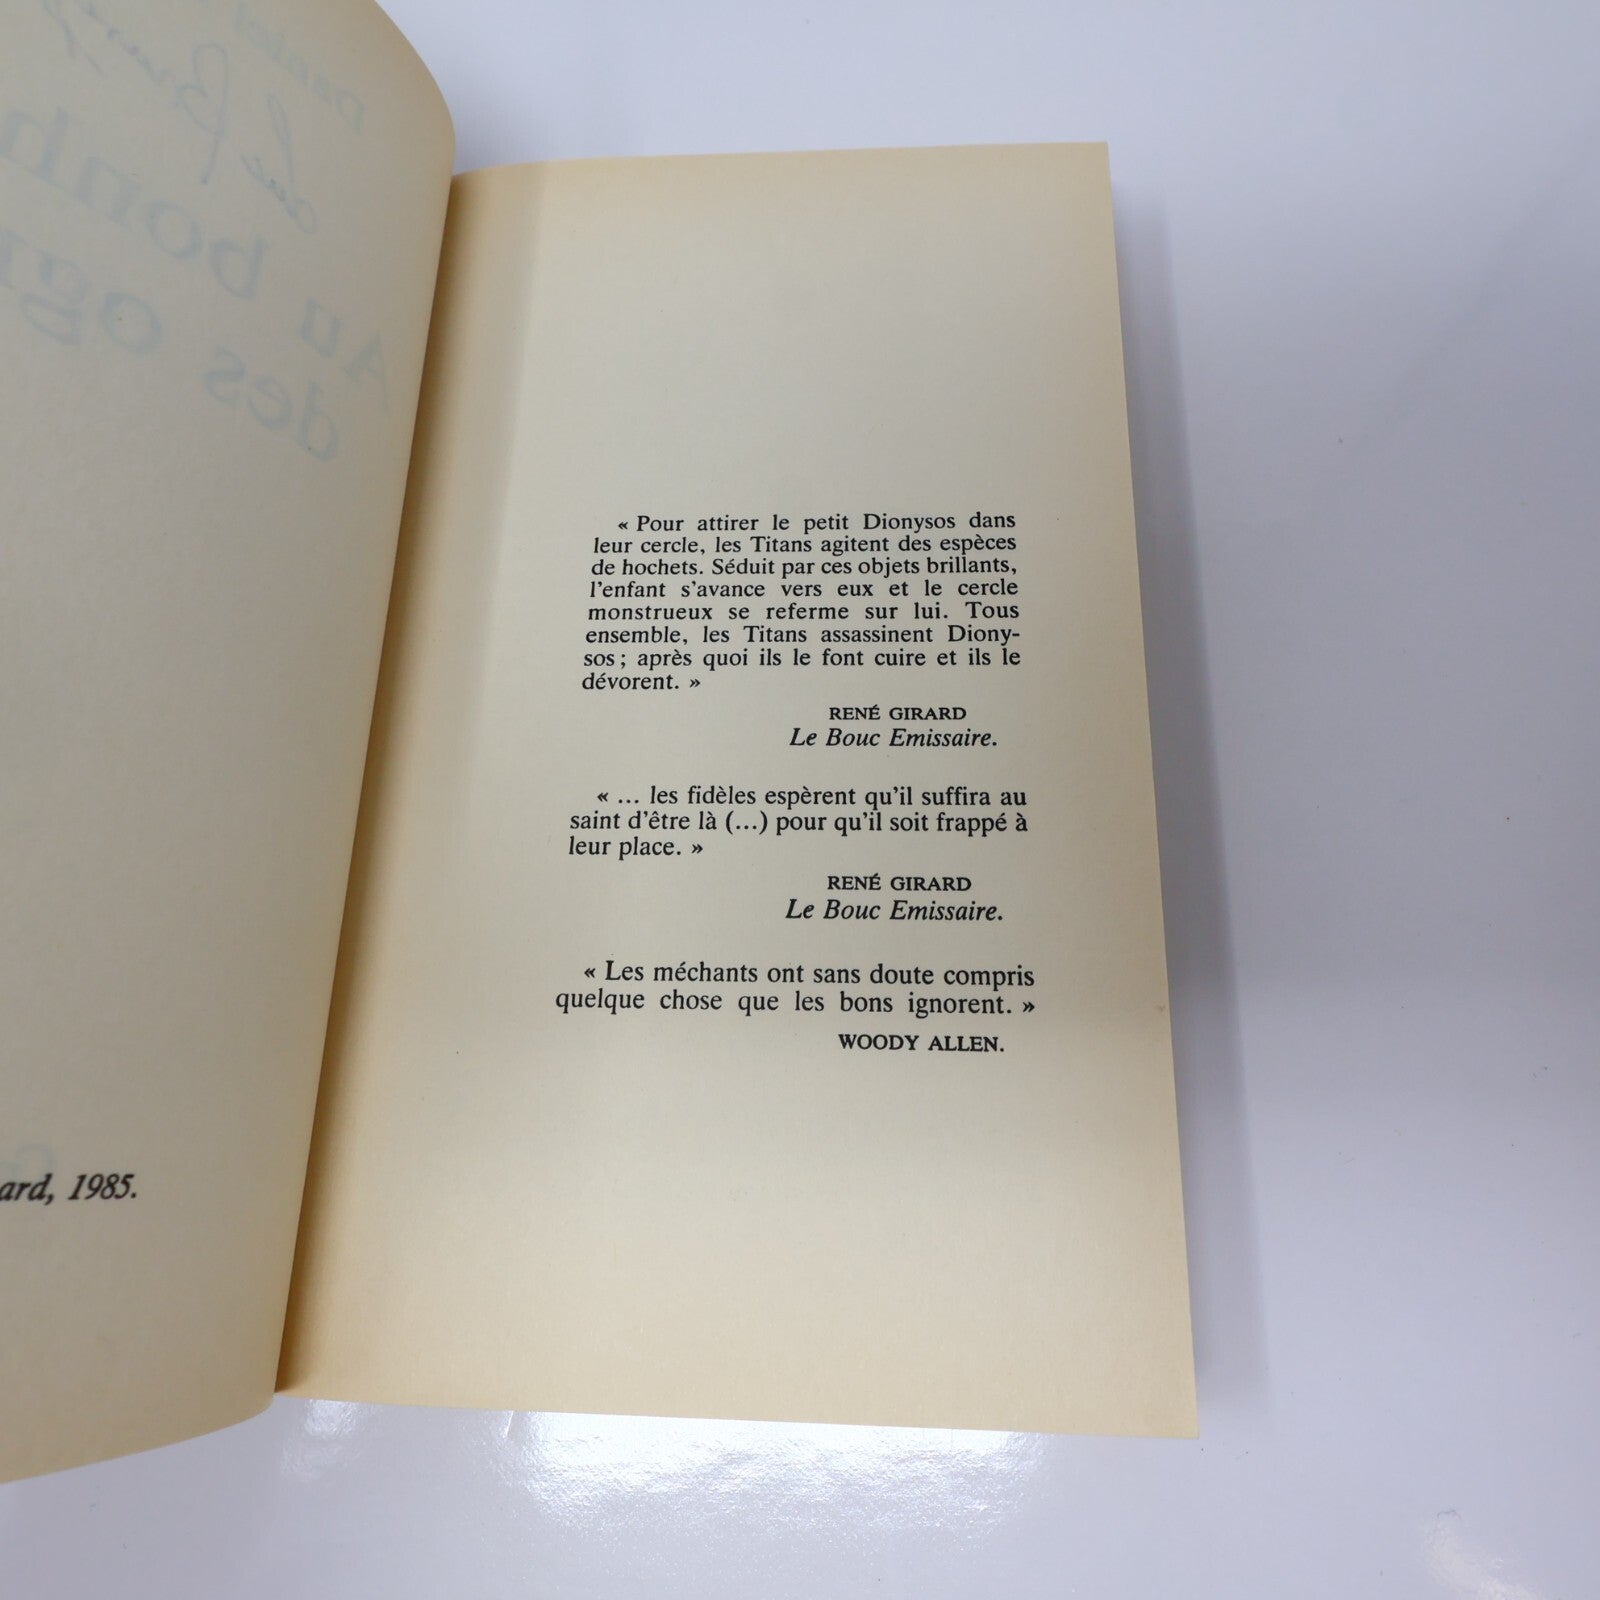 Au bonh
des ogr
ard, 1985.
« Pour attirer le petit Dionysos dans
leur cercle, les Titans agitent des espèces
de hochets. Séduit par ces objets brillants,
l'enfant s'avance vers eux et le cercle
monstrueux se referme sur lui. Tous
ensemble, les Titans assassinent Diony-
sos ; après quoi ils le font cuire et ils le
dévorent. »
RENÉ GIRARD
Le Bouc Emissaire.
« ... les fidèles espèrent qu'il suffira au
saint d'être là (...) pour qu'il soit frappé à
leur place. »
RENÉ GIRARD
Le Bouc Emissaire.
« Les méchants ont sans doute compris
quelque chose que les bons ignorent. »
WOODY ALLEN.